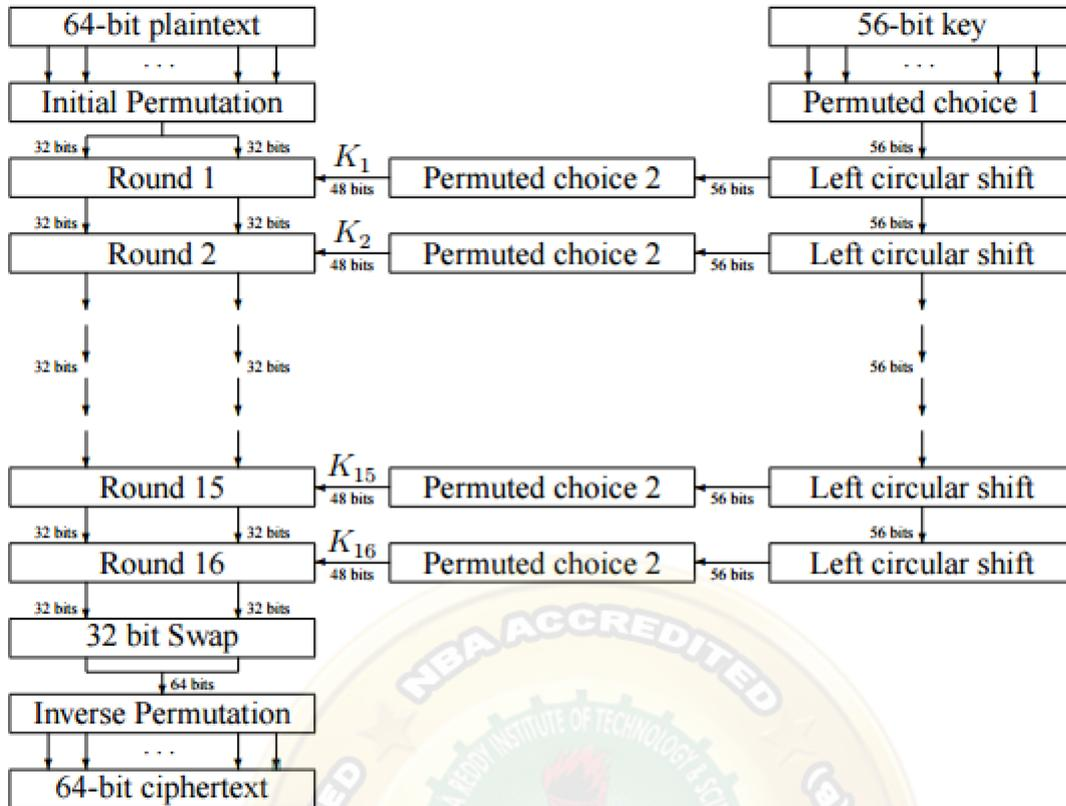 64-bit plaintext
56-bit key
. . .
. . .
Initial Permutation
Permuted choice 1
32 bits
32 bits
56 bits
Round 1
K₁
48 bits
Permuted choice 2
56 bits
Left circular shift
32 bits
32 bits
56 bits
Round 2
K₂
48 bits
Permuted choice 2
56 bits
Left circular shift
32 bits
32 bits
56 bits
Round 15
K₁₅
48 bits
Permuted choice 2
56 bits
Left circular shift
32 bits
32 bits
56 bits
Round 16
K₁₆
48 bits
Permuted choice 2
56 bits
Left circular shift
32 bits
32 bits
32 bit Swap
64 bits
Inverse Permutation
. . .
64-bit ciphertext
NBA ACCREDITED
REDDY INSTITUTE OF TECHNOLOGY &